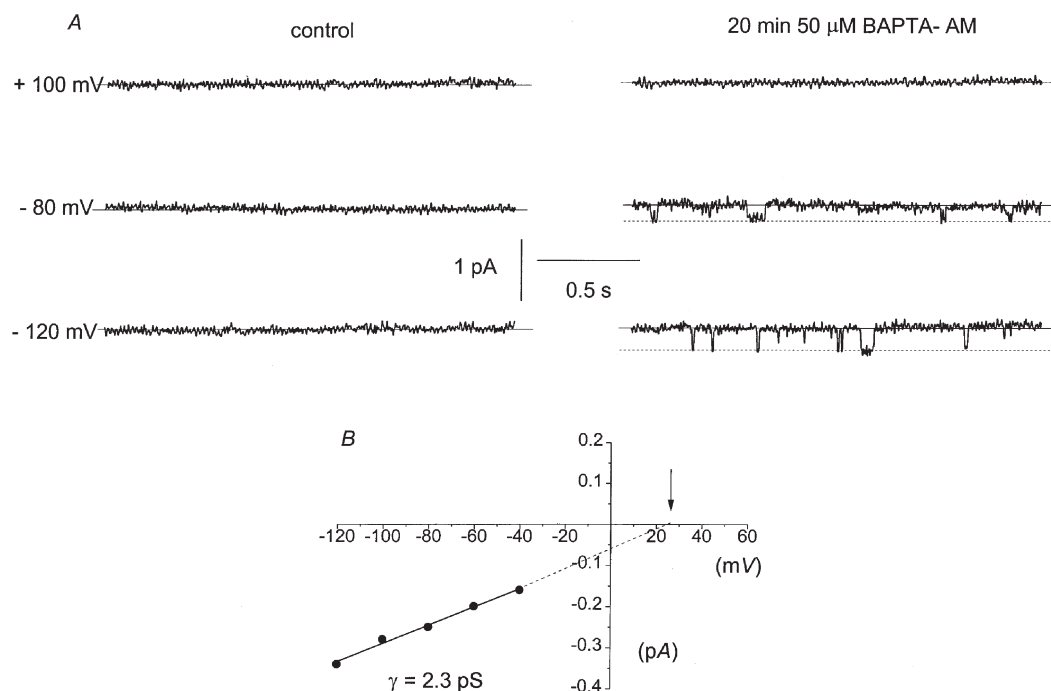 A
control
20 min 50 μM BAPTA- AM
+ 100 mV
- 80 mV
1 pA
0.5 s
- 120 mV
B
0.2
0.1
-120 -100 -80 -60 -40 -20 20 40 60
(mV)
-0.1
-0.2
-0.3
(pA)
-0.4
γ = 2.3 pS